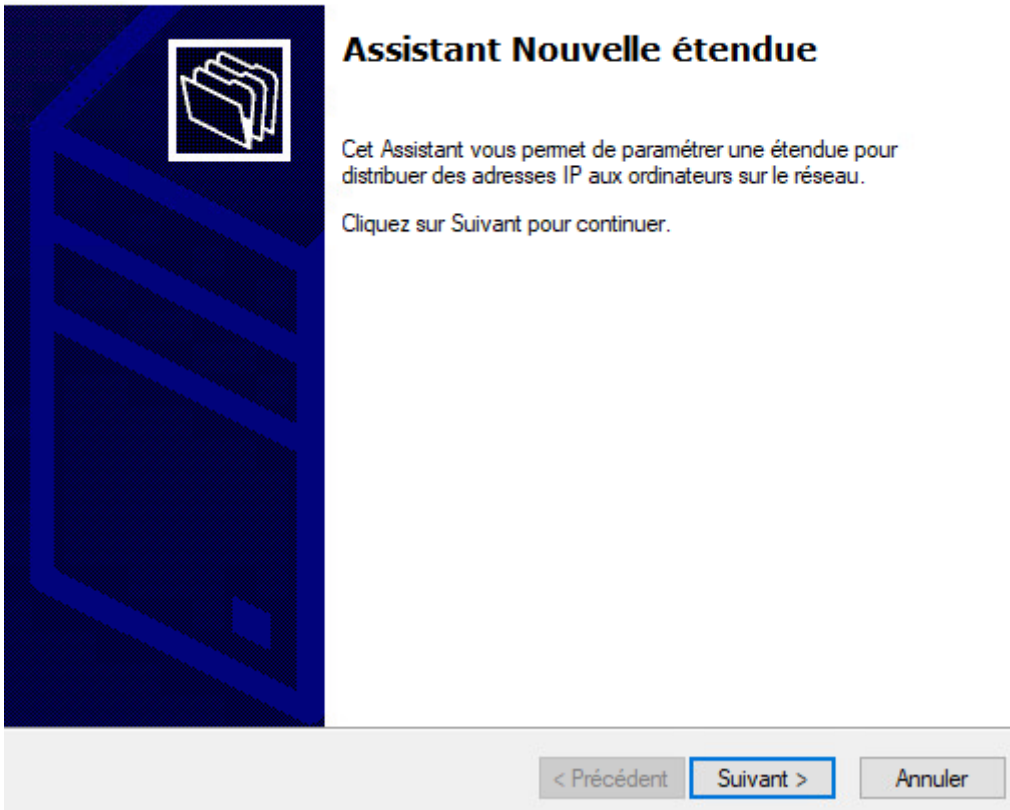 Assistant Nouvelle étendue
Cet Assistant vous permet de paramétrer une étendue pour
distribuer des adresses IP aux ordinateurs sur le réseau.
Cliquez sur Suivant pour continuer.
< Précédent Suivant > Annuler